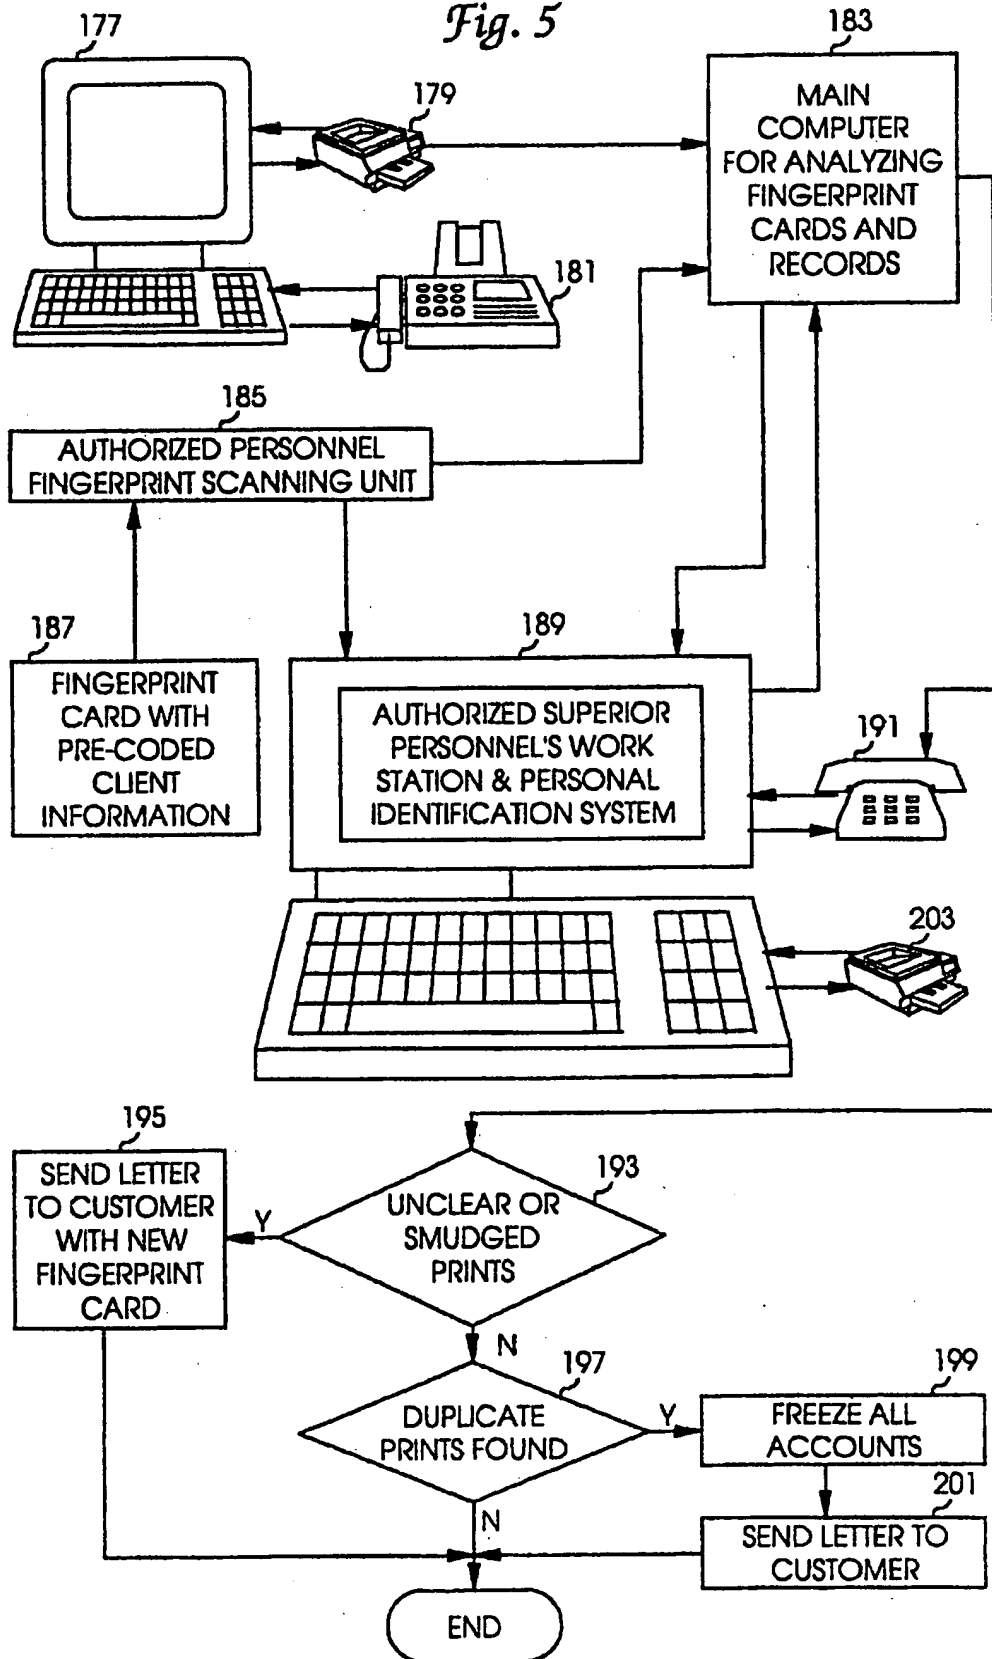 Fig. 5
177
183
179
MAIN
COMPUTER
FOR ANALYZING
FINGERPRINT
CARDS AND
RECORDS
181
185
AUTHORIZED PERSONNEL
FINGERPRINT SCANNING UNIT
187
189
FINGERPRINT
CARD WITH
PRE-CODED
CLIENT
INFORMATION
AUTHORIZED SUPERIOR
PERSONNEL'S WORK
STATION & PERSONAL
IDENTIFICATION SYSTEM
191
203
195
SEND LETTER
TO CUSTOMER
WITH NEW
FINGERPRINT
CARD
Y
193
UNCLEAR OR
SMUDGED
PRINTS
N
197
DUPLICATE
PRINTS FOUND
Y
199
FREEZE ALL
ACCOUNTS
201
N
SEND LETTER TO
CUSTOMER
END